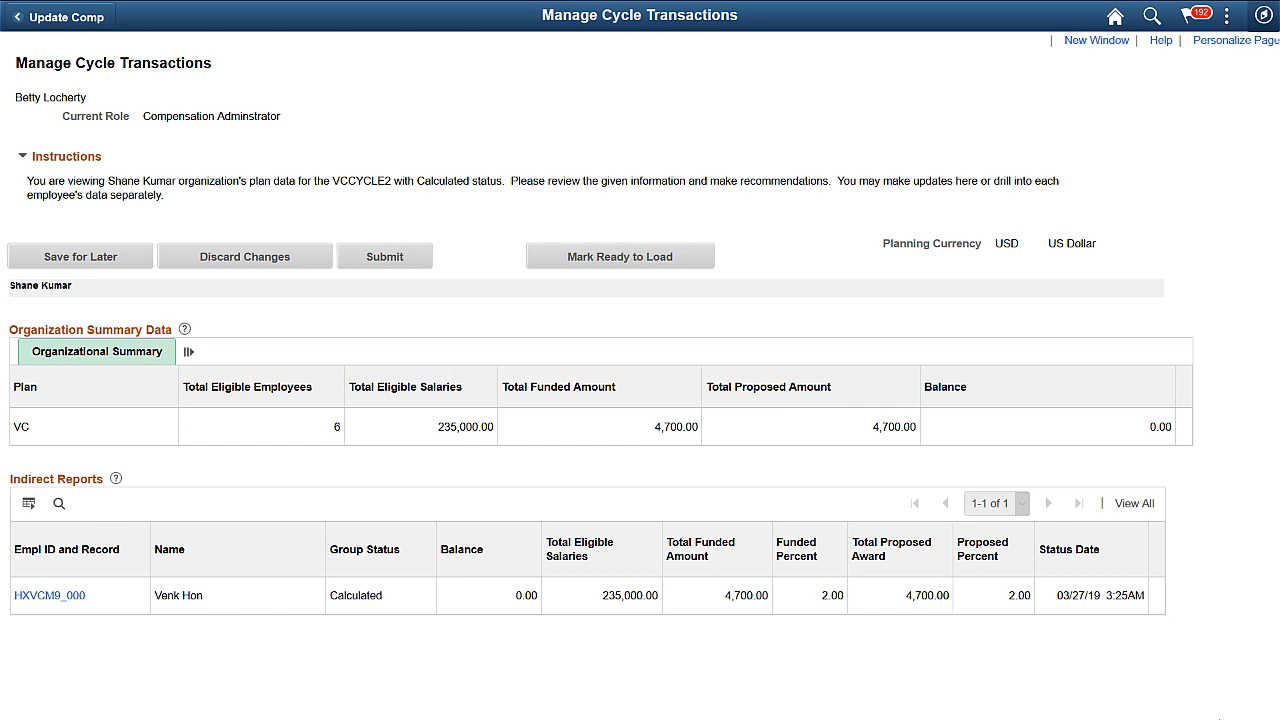 Update Comp
Manage Cycle Transactions
192
| New Window | Help | Personalize Page
Manage Cycle Transactions
Betty Locherty
Current Role Compensation Adminstrator
Instructions
You are viewing Shane Kumar organization's plan data for the VCCYCLE2 with Calculated status. Please review the given information and make recommendations. You may make updates here or drill into each
employee's data separately.
Planning Currency USD US Dollar
Save for Later Discard Changes Submit Mark Ready to Load
Shane Kumar
Organization Summary Data ?
Organizational Summary
Plan Total Eligible Employees Total Eligible Salaries Total Funded Amount Total Proposed Amount Balance
VC 6 235,000.00 4,700.00 4,700.00 0.00
Indirect Reports ?
1-1 of 1 | View All
Empl ID and Record Name Group Status Balance Total Eligible Salaries Total Funded Amount Funded Percent Total Proposed Award Proposed Percent Status Date
HXVCM9_000 Venk Hon Calculated 0.00 235,000.00 4,700.00 2.00 4,700.00 2.00 03/27/19 3:25AM